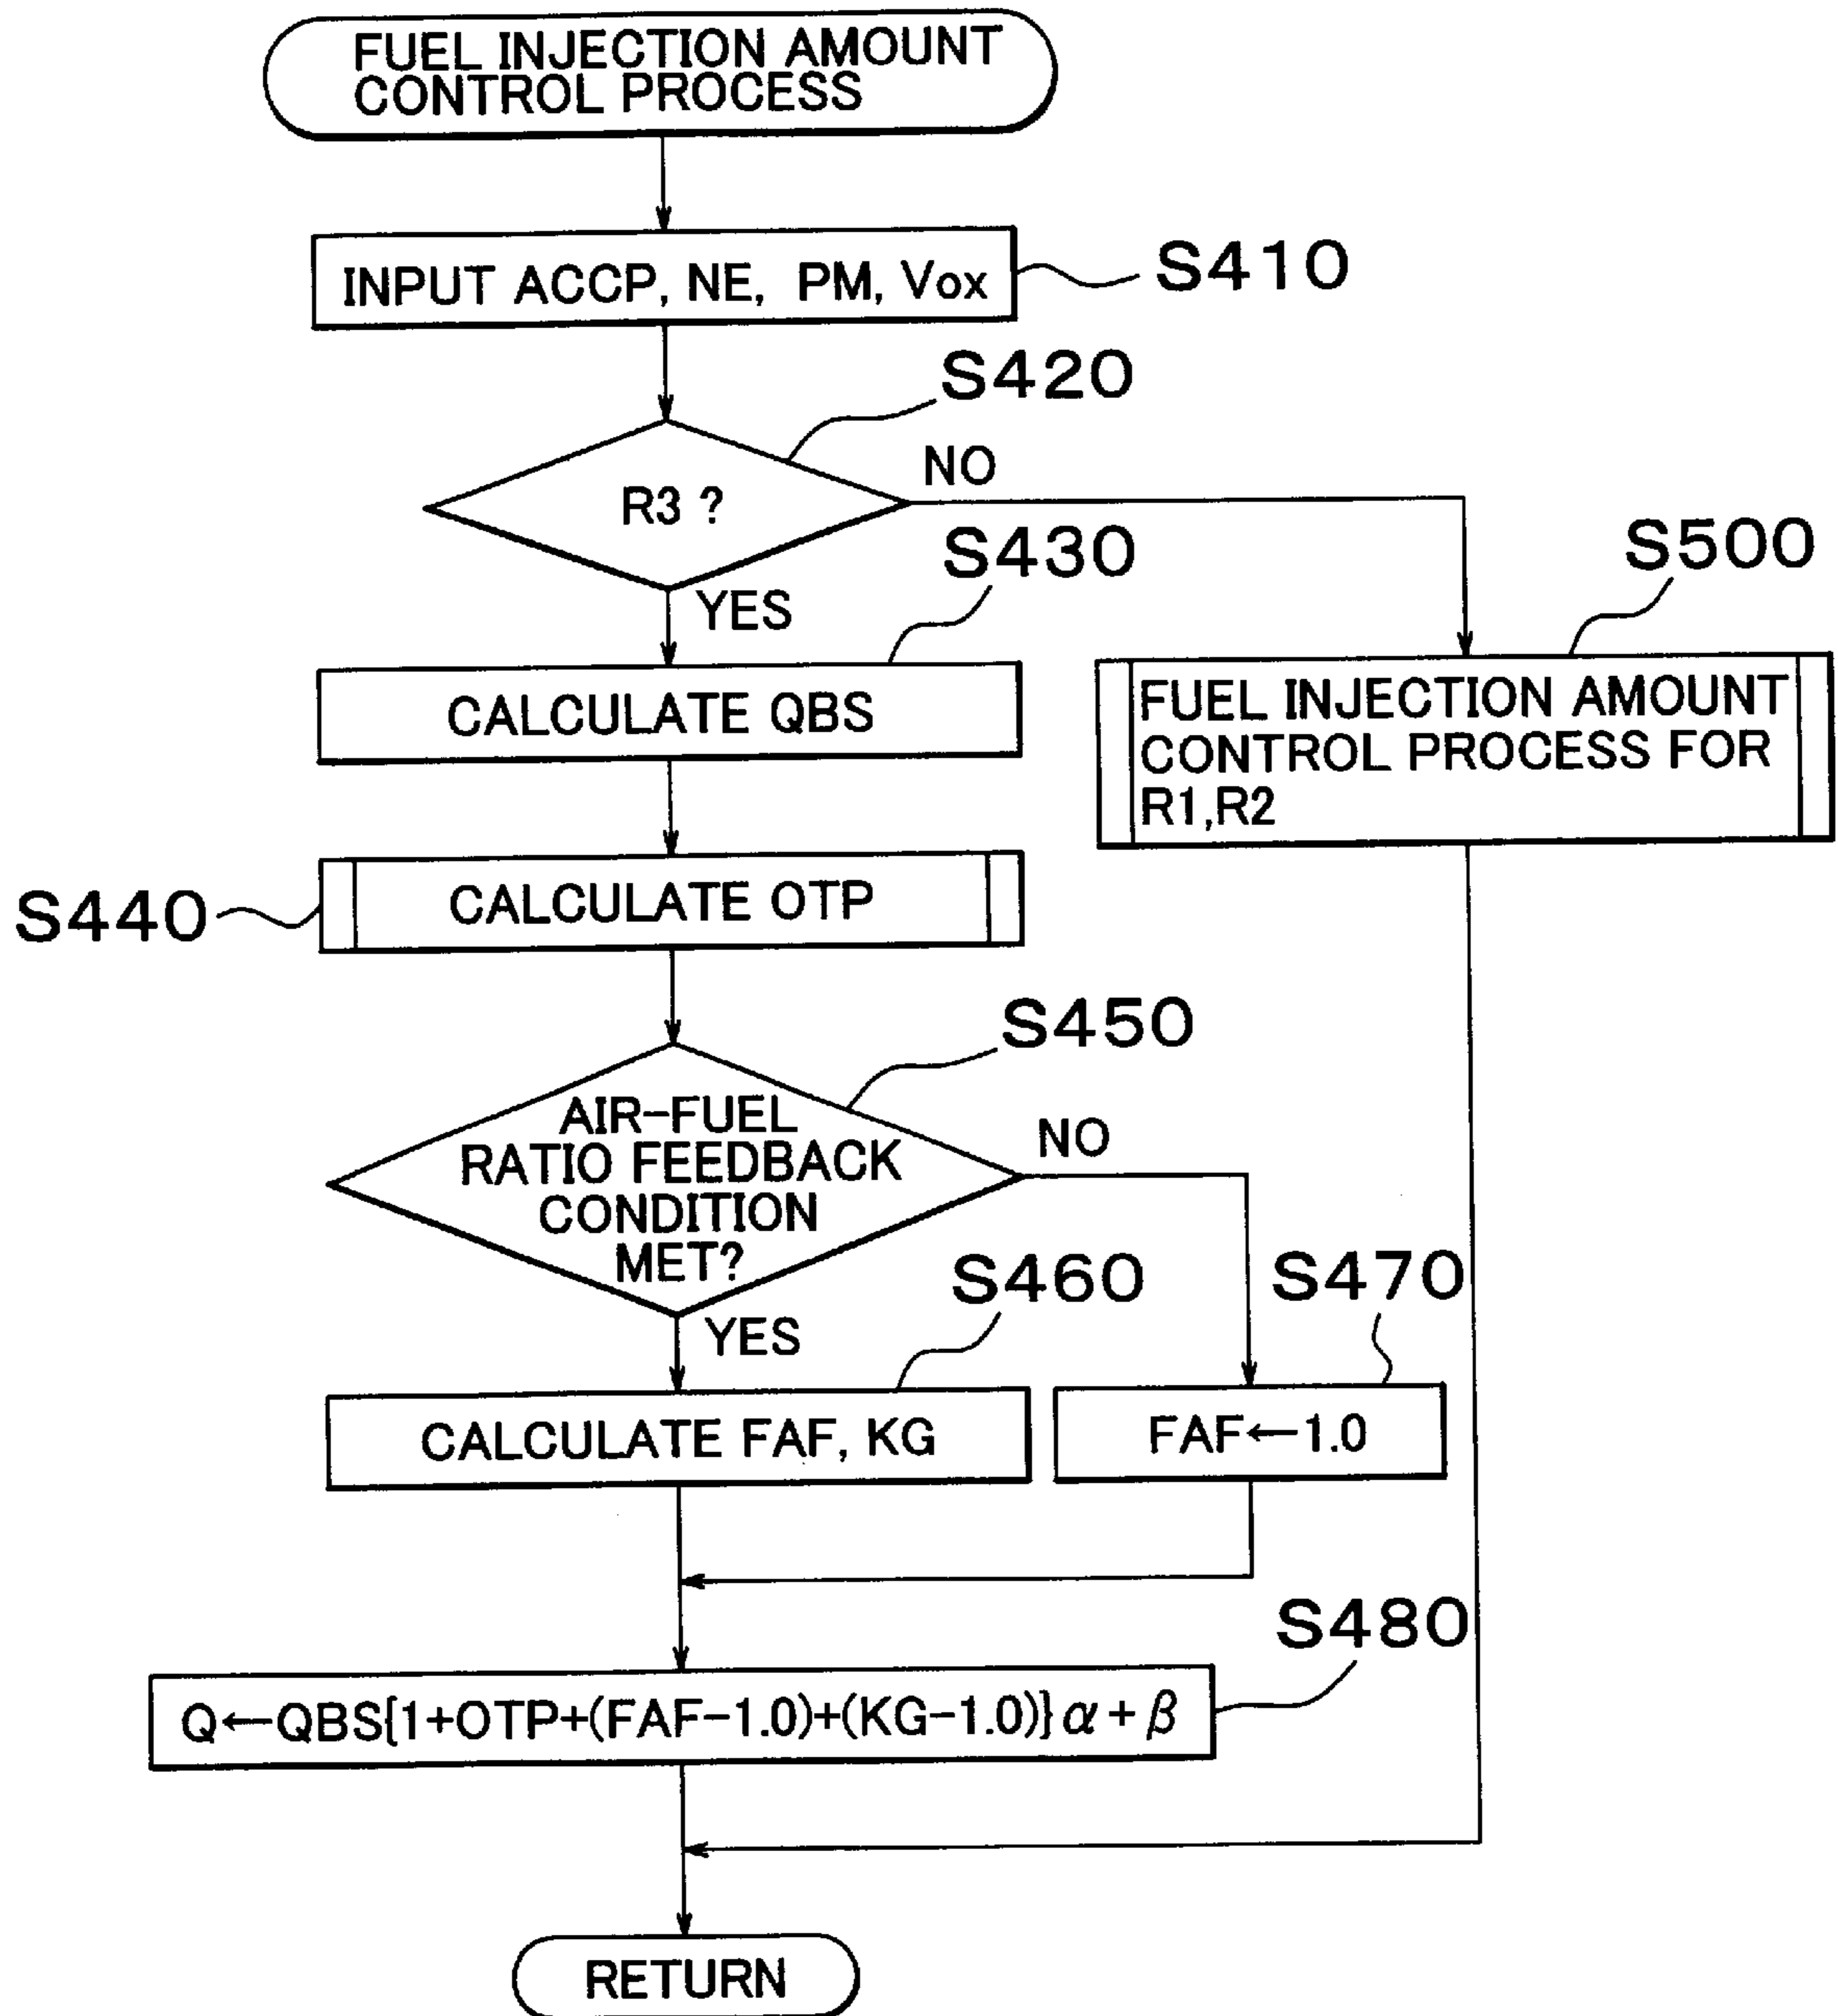 FUEL INJECTION AMOUNT
CONTROL PROCESS
INPUT ACCP, NE, PM, Vox
S410
S420
R3 ?
NO
YES
S430
CALCULATE QBS
S500
FUEL INJECTION AMOUNT
CONTROL PROCESS FOR
R1,R2
S440
CALCULATE OTP
S450
AIR-FUEL
RATIO FEEDBACK
CONDITION
MET?
NO
YES
S460
CALCULATE FAF, KG
S470
FAF←1.0
S480
Q←QBS{1+OTP+(FAF-1.0)+(KG-1.0)}α+β
RETURN